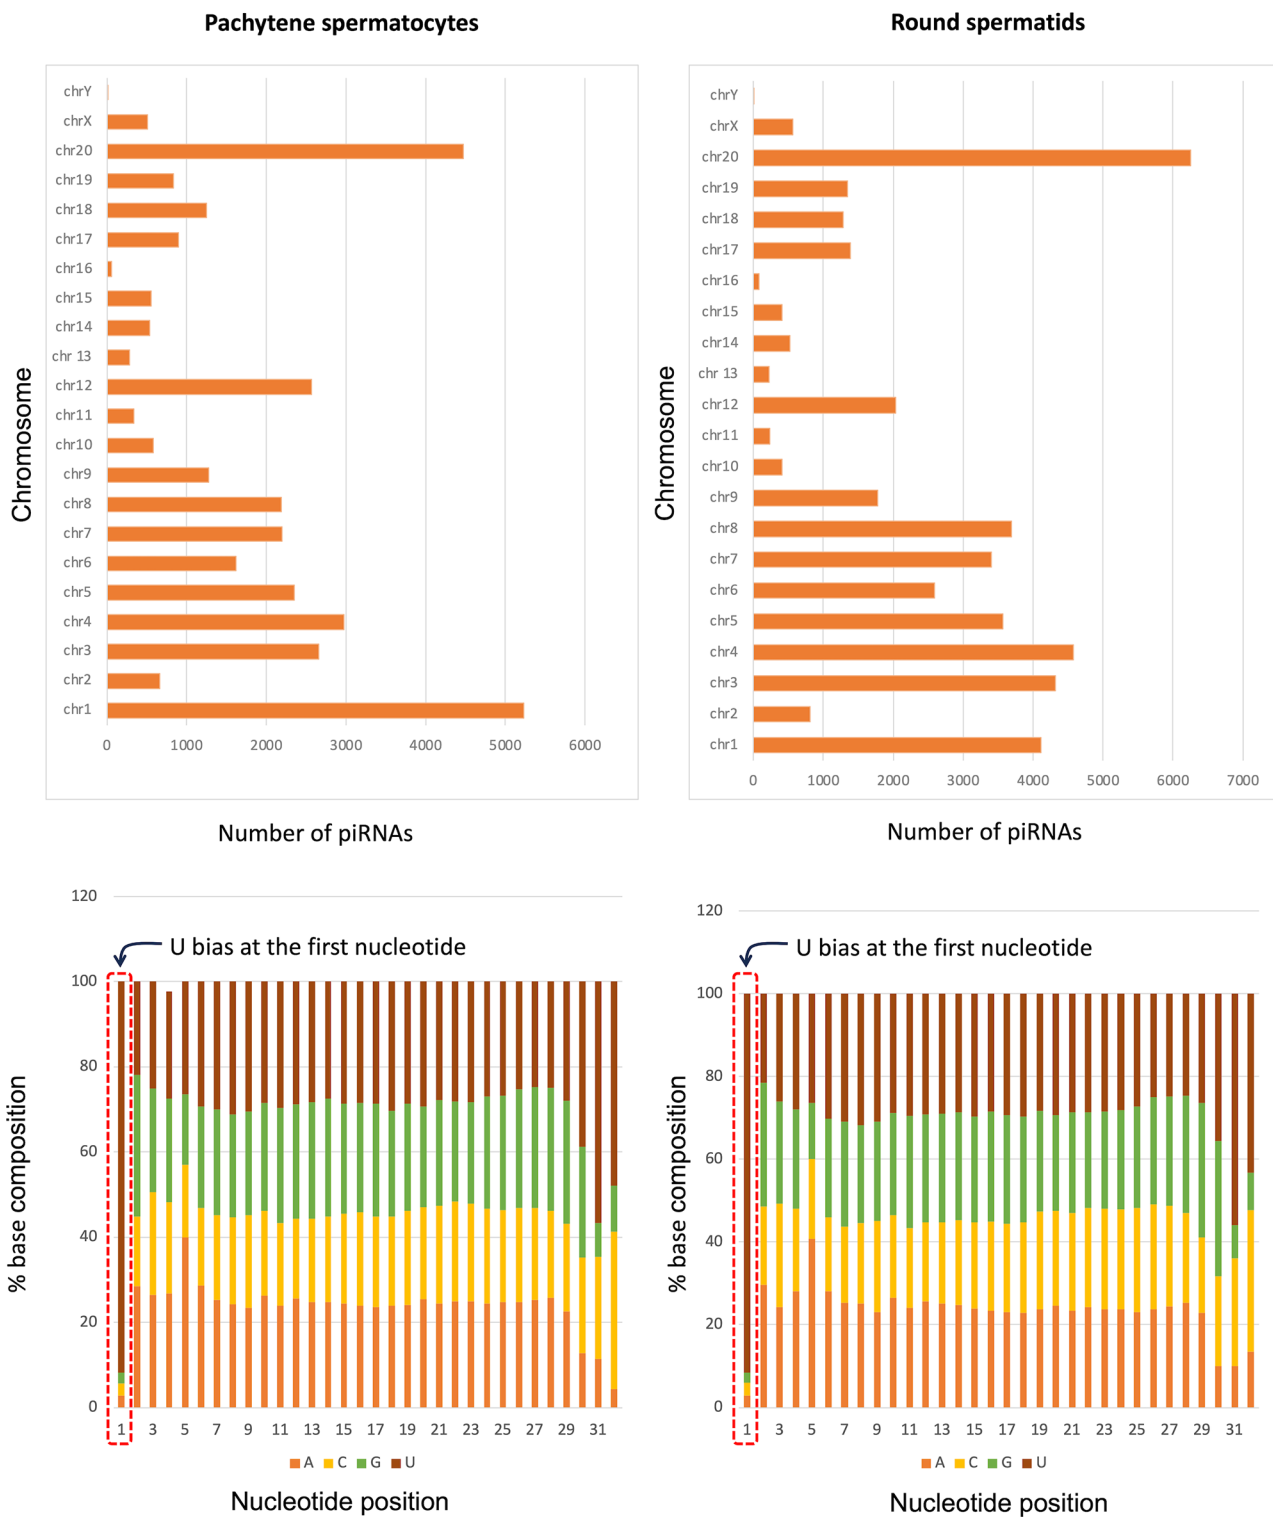 Pachytene spermatocytes
chrY
chrX
chr20
chr19
chr18
chr17
chr16
chr15
chr14
chr 13
chr12
chr11
chr10
chr9
chr8
chr7
chr6
chr5
chr4
chr3
chr2
chr1
0 1000 2000 3000 4000 5000 6000
Chromosome
Number of piRNAs
Round spermatids
chrY
chrX
chr20
chr19
chr18
chr17
chr16
chr15
chr14
chr 13
chr12
chr11
chr10
chr9
chr8
chr7
chr6
chr5
chr4
chr3
chr2
chr1
0 1000 2000 3000 4000 5000 6000 7000
Chromosome
Number of piRNAs
120
U bias at the first nucleotide
100
80
60
40
20
0
1 3 5 7 9 11 13 15 17 19 21 23 25 27 29 31
A C G U
% base composition
Nucleotide position
120
U bias at the first nucleotide
100
80
60
40
20
0
1 3 5 7 9 11 13 15 17 19 21 23 25 27 29 31
A C G U
% base composition
Nucleotide position